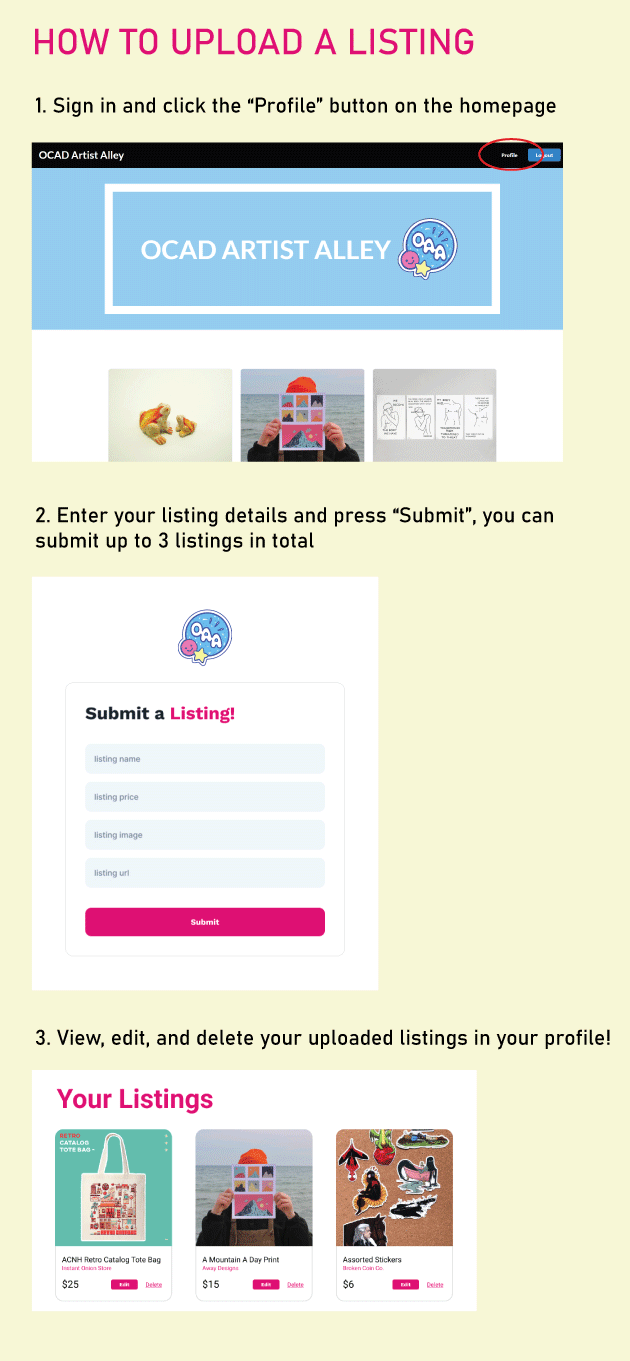 HOW TO UPLOAD A LISTING
1. Sign in and click the “Profile” button on the homepage
OCAD Artist Alley
Profile
Logout
OCAD ARTIST ALLEY
OAA
2. Enter your listing details and press “Submit”, you can
submit up to 3 listings in total
OAA
Submit a Listing!
listing name
listing price
listing image
listing url
Submit
3. View, edit, and delete your uploaded listings in your profile!
Your Listings
RETRO
CATALOG
TOTE BAG -
ACNH Retro Catalog Tote Bag
Instant Onion Store
$25
Edit
Delete
A Mountain A Day Print
Away Designs
$15
Edit
Delete
Assorted Stickers
Broken Coin Co.
$6
Edit
Delete